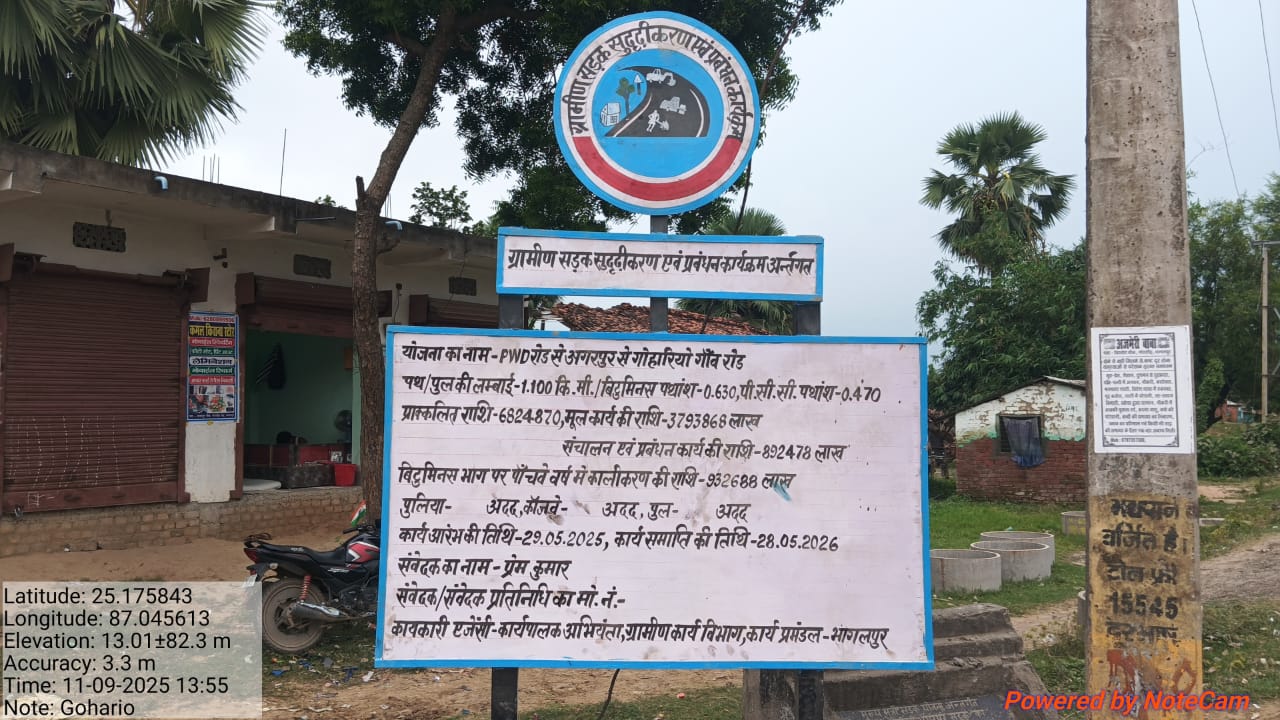 ग्रामीण सड़क सुदृढीकरण एवं प्रबंधन कार्यक्रम
ग्रामीण सड़क सुदृढीकरण एवं प्रबंधन कार्यक्रम अर्न्तगत
योजना का नाम-PWD रोड से अगरपुर से गोहारियो गाँव रोड
पथ/पुल की लम्बाई-1.100 कि.मी./बिटुमिनस पथांश-0.630,पी.सी.सी. पथांश-0.470
प्राक्कलित राशि-6824870,मूल कार्य की राशि-3793868 लाख
संचालन एवं प्रबंधन कार्य की राशि-892478 लाख
बिटुमिनस भाग पर पाँचवे वर्ष मे कालीकरण की राशि-932688 लाख
पुलिया- अदद,कॉजवे- अदद,पुल- अदद
कार्य आरंभ की तिथि-29.05.2025, कार्य समाप्ति की तिथि-28.05.2026
संवेदक का नाम-प्रेम कुमार
संवेदक/संवेदक प्रतिनिधि का मो.नं.-
कायकारी एजेंसी-कार्यपालक अभियंता,ग्रामीण कार्य विभाग,कार्य प्रमंडल-भागलपुर
कमल किराना स्टोर
लेमिनेशन
अजमेरी बाबा
मद्यपान
वर्जित है।
टोल फ्री
15545
Latitude: 25.175843
Longitude: 87.045613
Elevation: 13.01±82.3 m
Accuracy: 3.3 m
Time: 11-09-2025 13:55
Note: Gohario
Powered by NoteCam